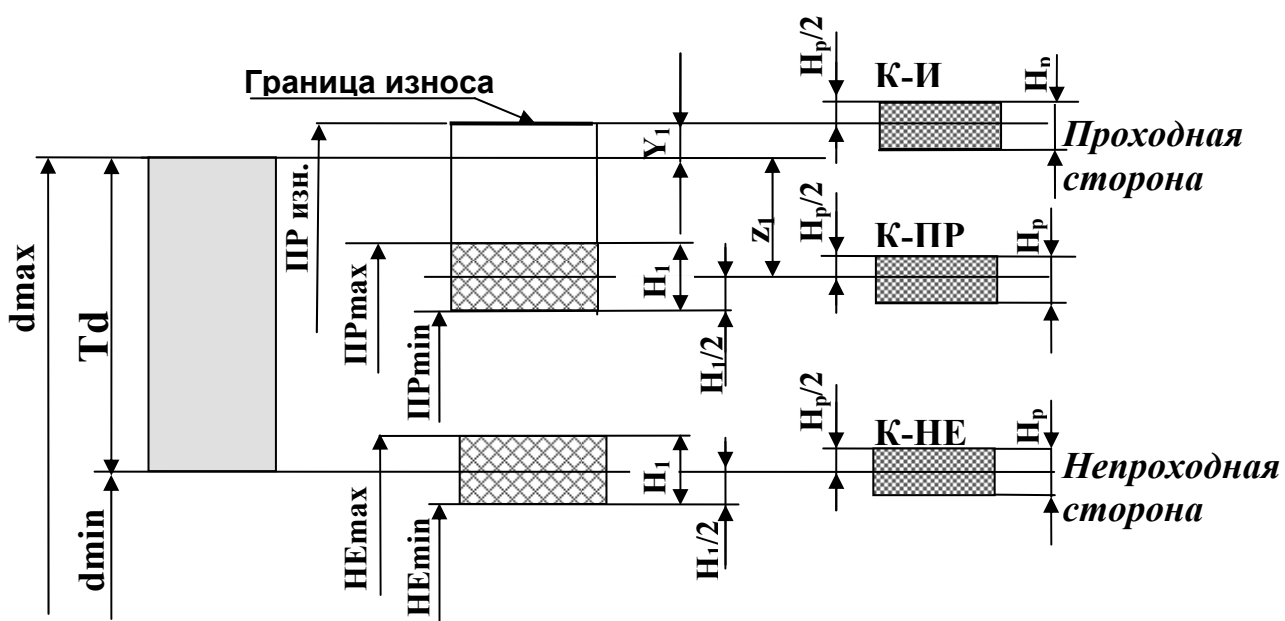 Граница износа
dmax
Td
dmin
ПР изн.
ПРmax
ПРmin
НЕmax
НЕmin
Y₁
H₁
H₁/2
z₁
H₁
H₁/2
Hp/2
К-И
Hp
Проходная
сторона
Hp/2
К-ПР
Hp
Hp/2
К-НЕ
Hp
Непроходная
сторона